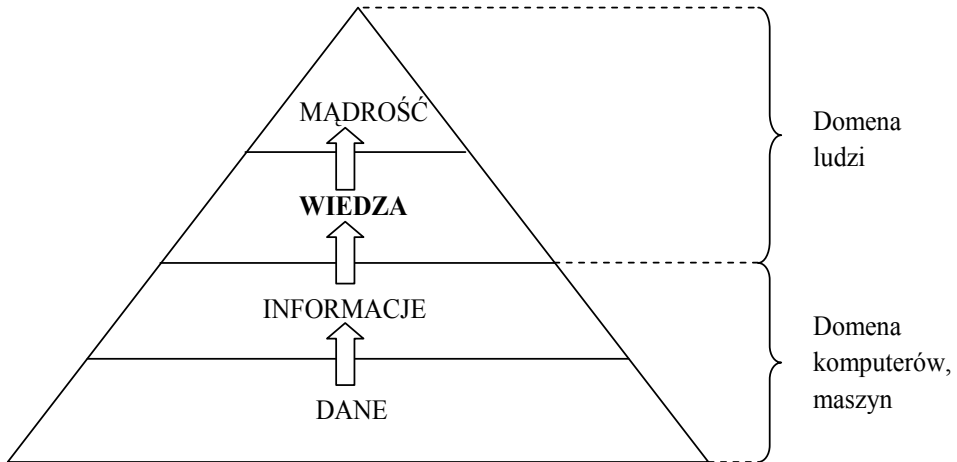 MĄDROŚĆ
WIEDZA
INFORMACJE
DANE
Domena
ludzi
Domena
komputerów,
maszyn